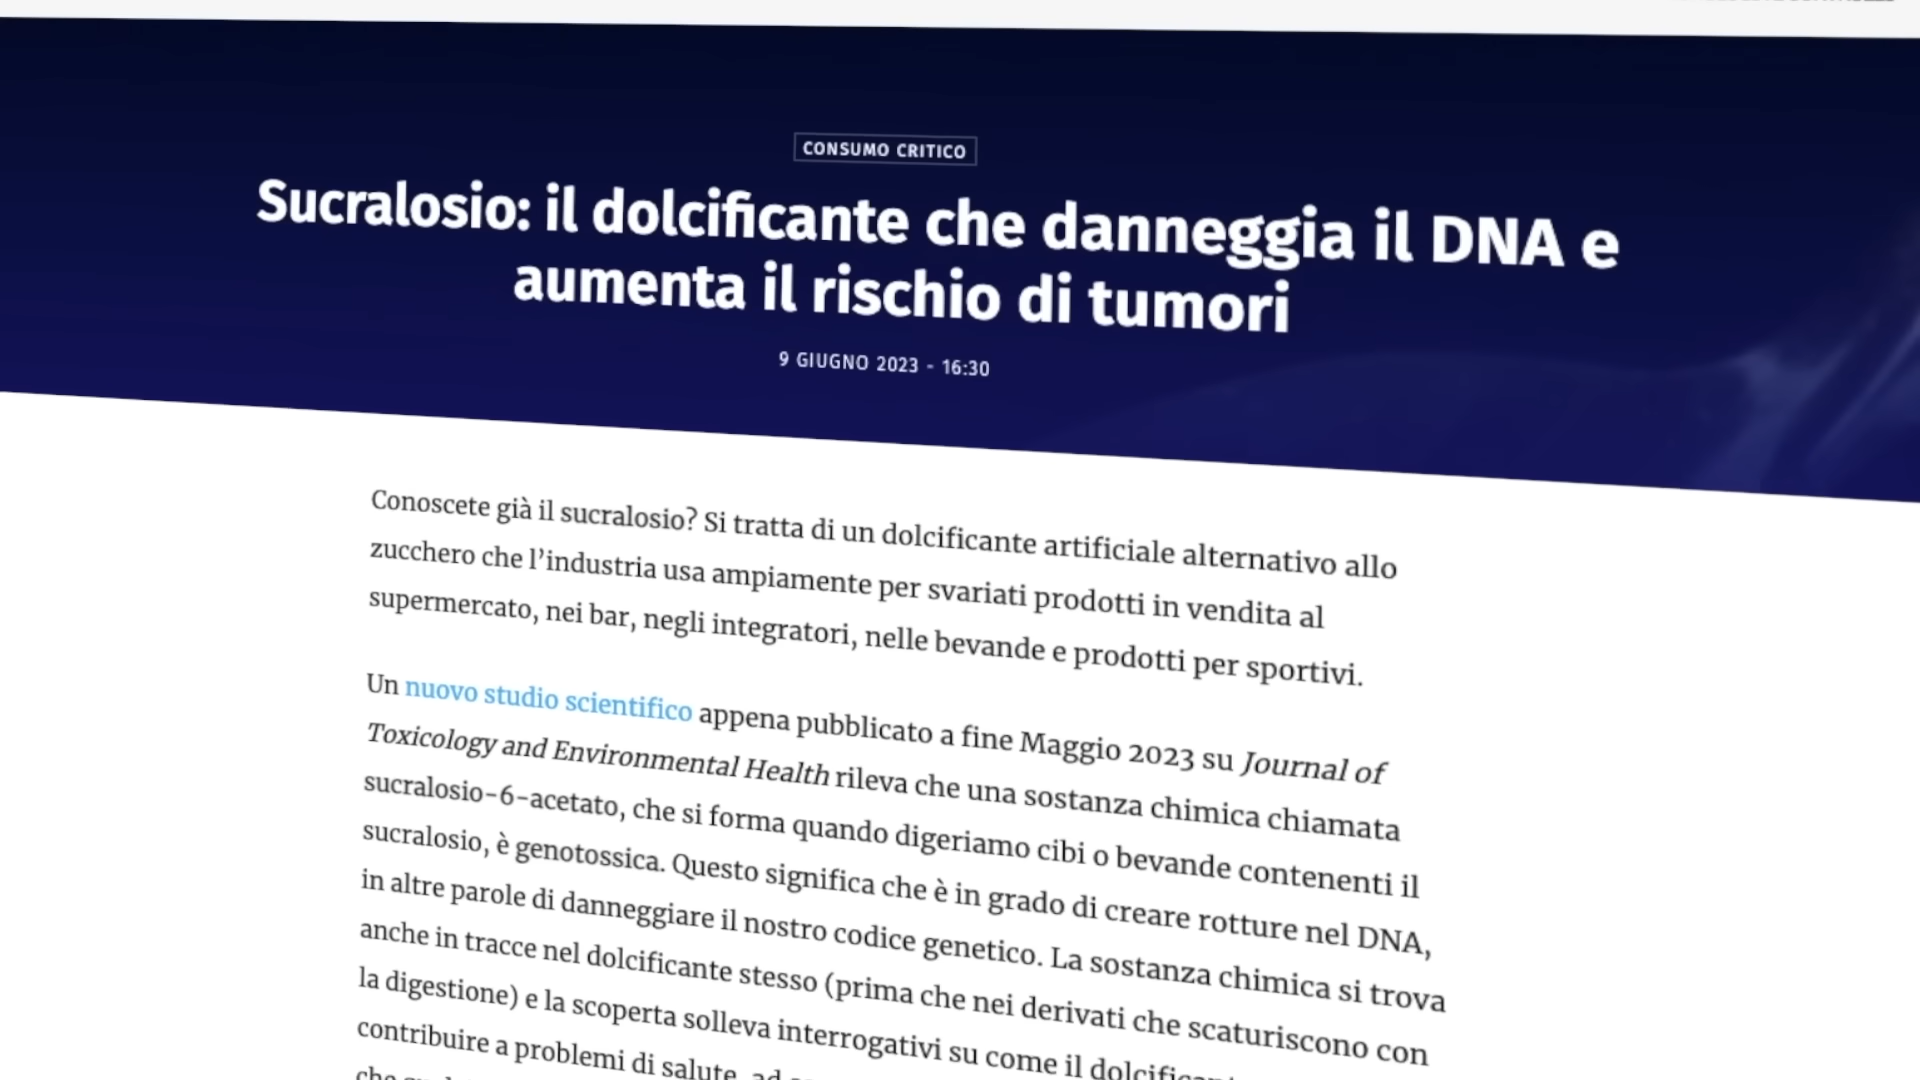 CONSUMO CRITICO
Sucralosio: il dolcificante che danneggia il DNA e
aumenta il rischio di tumori
9 GIUGNO 2023 - 16:30
Conoscete già il sucralosio? Si tratta di un dolcificante artificiale alternativo allo
zucchero che l’industria usa ampiamente per svariati prodotti in vendita al
supermercato, nei bar, negli integratori, nelle bevande e prodotti per sportivi.
Un nuovo studio scientifico appena pubblicato a fine Maggio 2023 su Journal of
Toxicology and Environmental Health rileva che una sostanza chimica chiamata
sucralosio-6-acetato, che si forma quando digeriamo cibi o bevande contenenti il
sucralosio, è genotossica. Questo significa che è in grado di creare rotture nel DNA,
in altre parole di danneggiare il nostro codice genetico. La sostanza chimica si trova
anche in tracce nel dolcificante stesso (prima che nei derivati che scaturiscono con
la digestione) e la scoperta solleva interrogativi su come il
contribuire a problemi di salute,
che